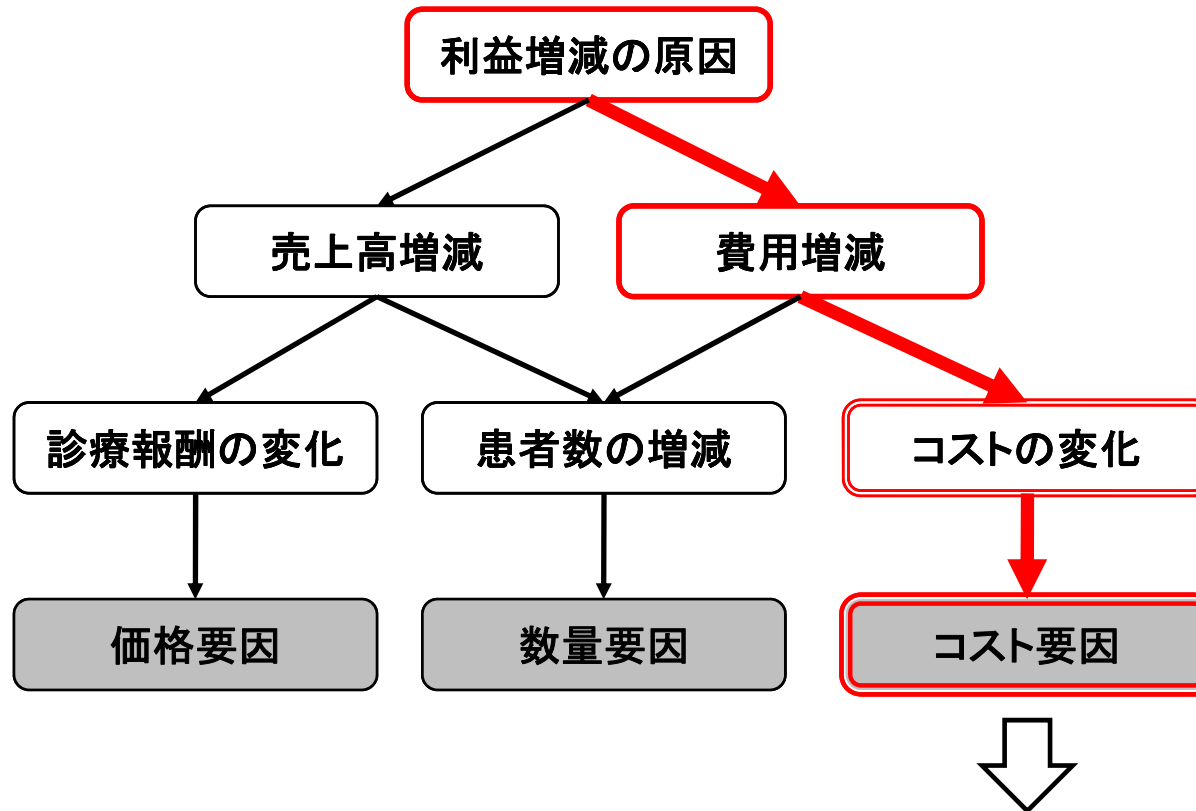 利益増減の原因
売上高増減
費用増減
診療報酬の変化
患者数の増減
コストの変化
価格要因
数量要因
コスト要因